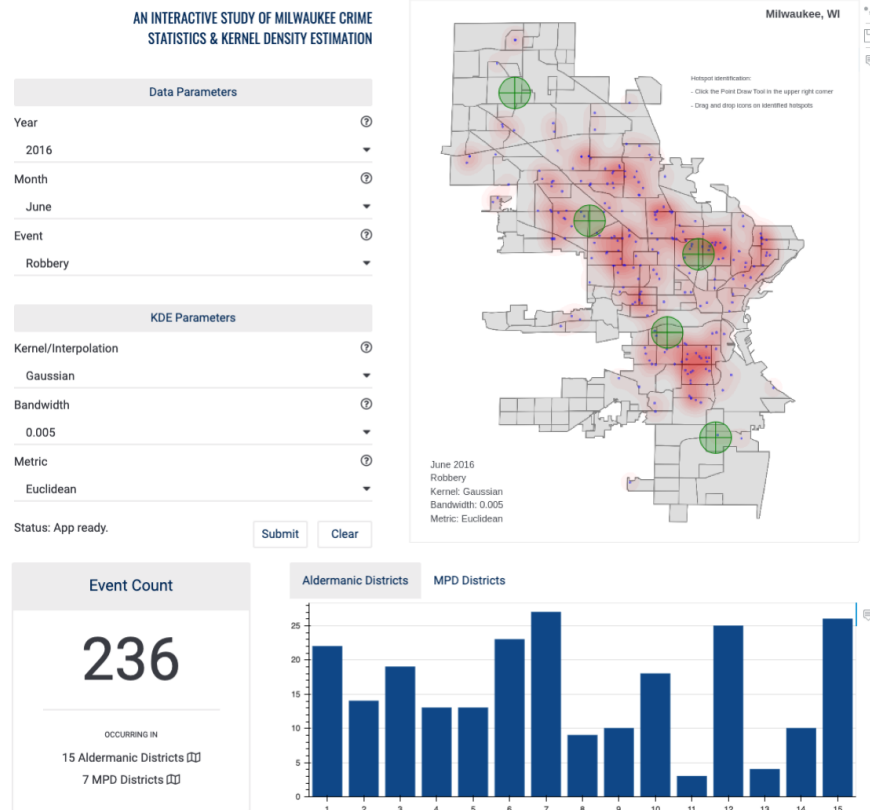 AN INTERACTIVE STUDY OF MILWAUKEE CRIME
STATISTICS & KERNEL DENSITY ESTIMATION
Data Parameters
Year
2016
Month
June
Event
Robbery
KDE Parameters
Kernel/Interpolation
Gaussian
Bandwidth
0.005
Metric
Euclidean
Status: App ready.
Submit Clear
Milwaukee, WI
Hotspot identification:
- Click the Point Draw Tool in the upper right corner
- Drag and drop icons on identified hotspots
June 2016
Robbery
Kernel: Gaussian
Bandwidth: 0.005
Metric: Euclidean
Event Count
236
OCCURRING IN
15 Aldermanic Districts
7 MPD Districts
Aldermanic Districts MPD Districts
25
20
15
10
5
0
1 2 3 4 5 6 7 8 9 10 11 12 13 14 15